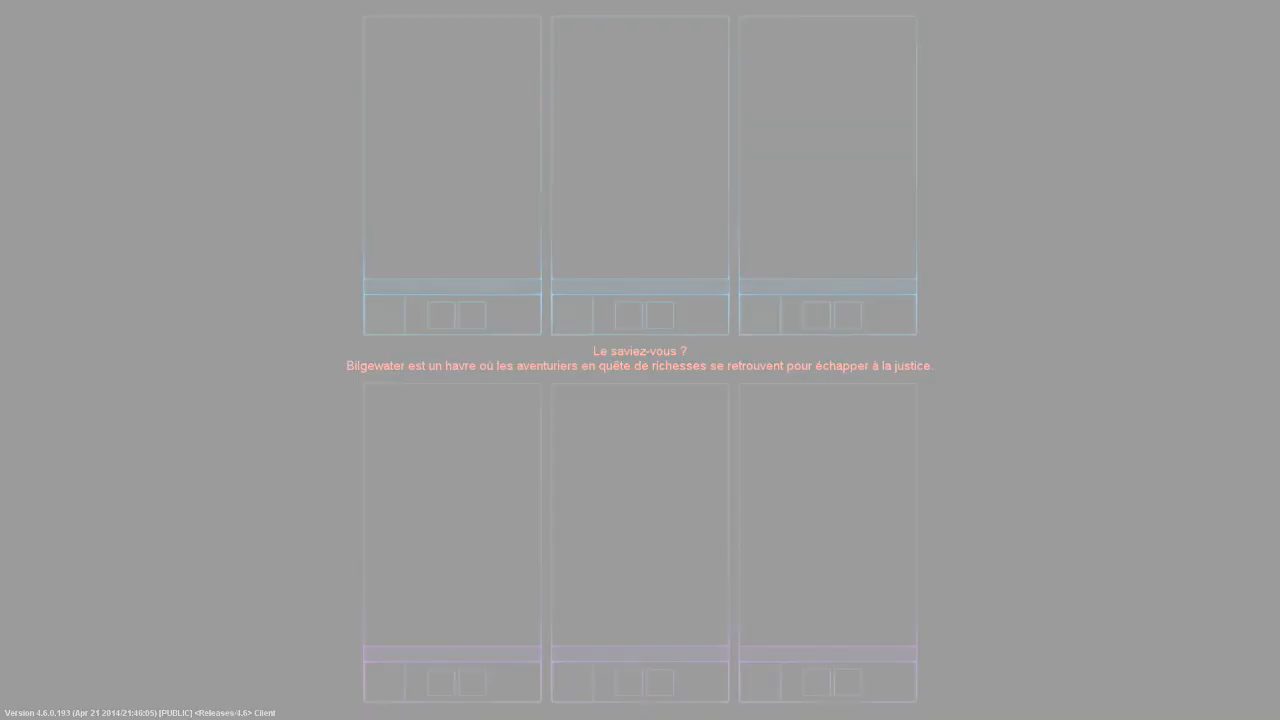 Le saviez-vous ?
Bilgewater est un havre où les aventuriers en quête de richesses se retrouvent pour échapper à la justice.
Version 4.6.0.193 (Apr 21 2014/21:46:05) [PUBLIC] <Releases/4.6> Client